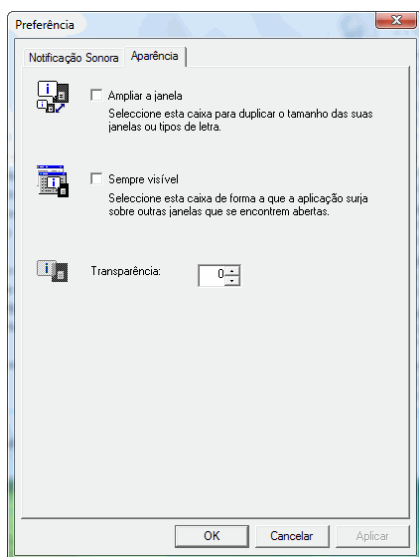 Preferência
Notificação Sonora Aparência
Ampliar a janela
Seleccione esta caixa para duplicar o tamanho das suas
janelas ou tipos de letra.
Sempre visível
Seleccione esta caixa de forma a que a aplicação surja
sobre outras janelas que se encontrem abertas.
Transparência: 0
OK Cancelar Aplicar